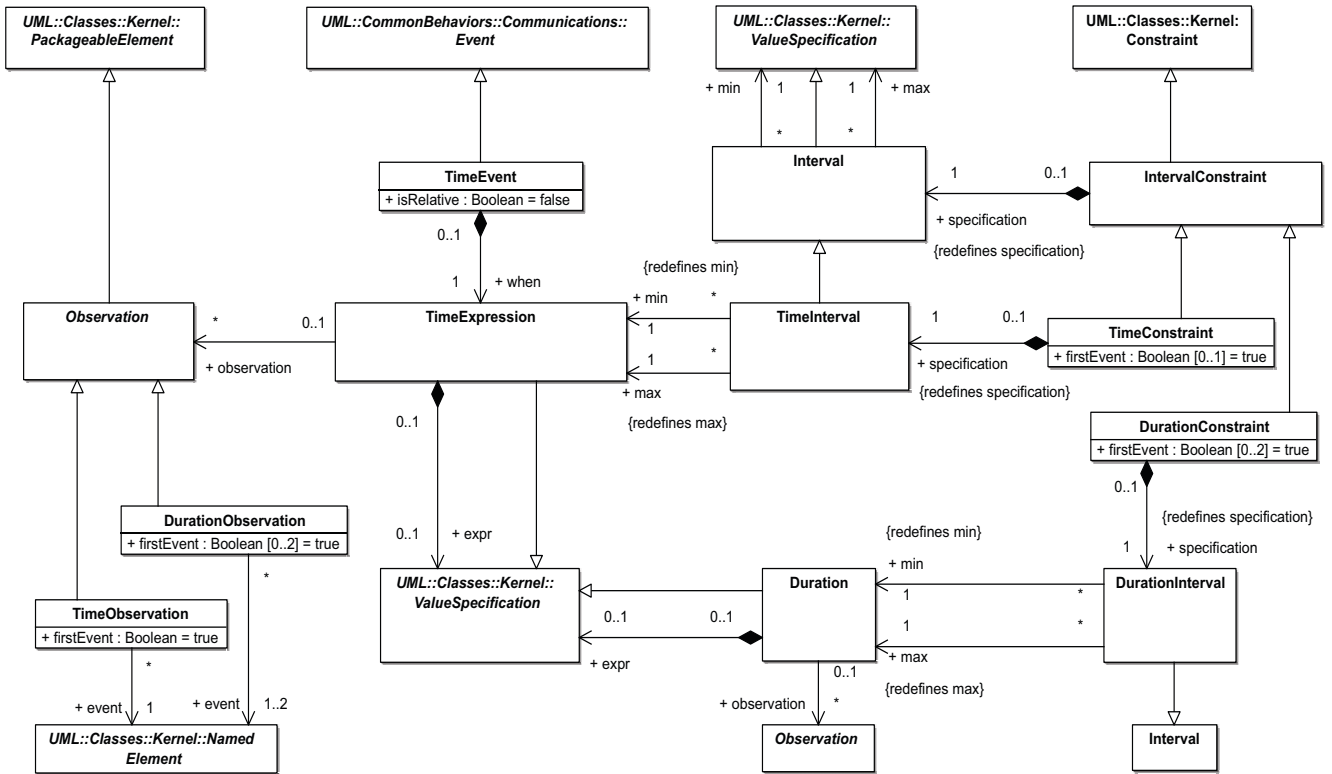 UML::Classes::Kernel::
PackageableElement
UML::CommonBehaviors::Communications::
Event
UML::Classes::Kernel::
ValueSpecification
UML::Classes::Kernel:
Constraint
+ min
1
1
+ max
*
*
TimeEvent
+ isRelative : Boolean = false
0..1
1
+ when
Interval
1
0..1
+ specification
{redefines specification}
IntervalConstraint
Observation
*
0..1
+ observation
TimeExpression
{redefines min}
+ min
*
1
1
*
+ max
{redefines max}
TimeInterval
1
0..1
+ specification
{redefines specification}
TimeConstraint
+ firstEvent : Boolean [0..1] = true
DurationConstraint
+ firstEvent : Boolean [0..2] = true
0..1
{redefines specification}
1
+ specification
0..1
0..1
+ expr
DurationObservation
+ firstEvent : Boolean [0..2] = true
*
TimeObservation
+ firstEvent : Boolean = true
*
+ event
1
+ event
1..2
UML::Classes::Kernel::Named
Element
UML::Classes::Kernel::
ValueSpecification
0..1
0..1
+ expr
Duration
{redefines min}
+ min
1
*
1
*
+ max
{redefines max}
DurationInterval
0..1
+ observation
*
Observation
Interval